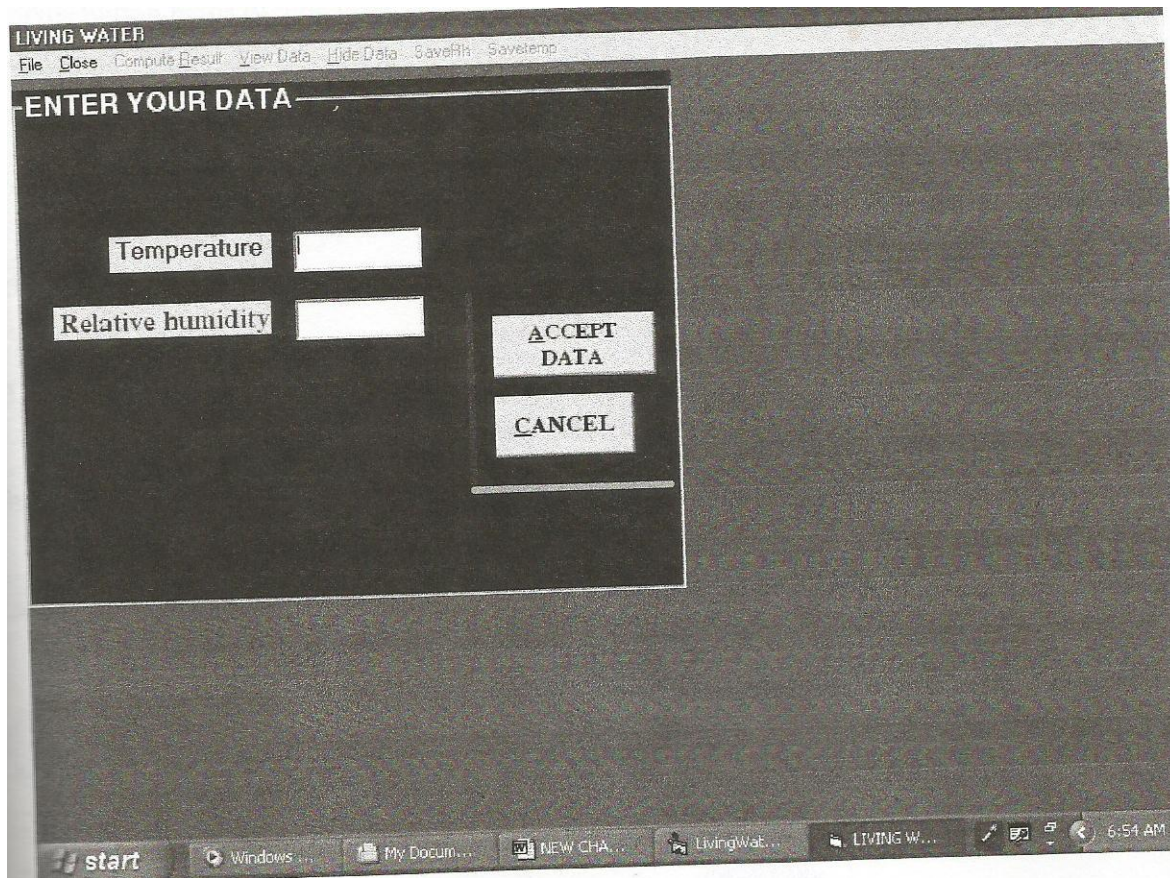 LIVING WATER
File Close Compute Result View Data Hide Data SaveRh Savetemp
ENTER YOUR DATA
Temperature
Relative humidity
ACCEPT
DATA
CANCEL
start Windows ... My Docum... NEW CHA... LivingWat... LIVING W... 6:54 AM